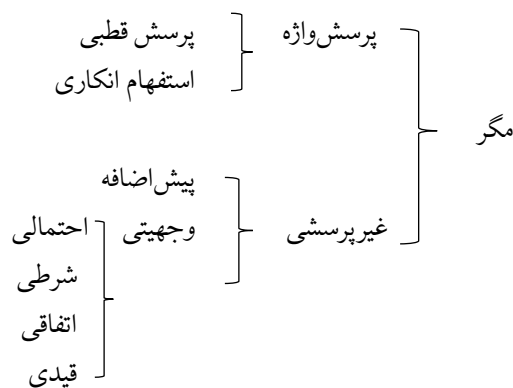 پرسش‌واژه پرسش قطبی
استفهام انکاری
مگر
پیش‌اضافه
غیرپرسشی وجهیتی احتمالی
شرطی
اتفاقی
قیدی